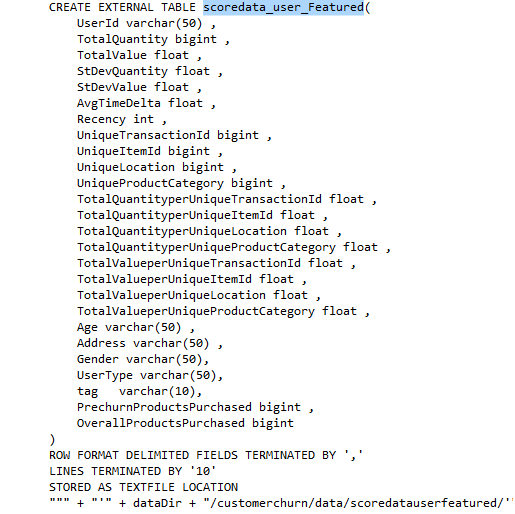 CREATE EXTERNAL TABLE scoredata_user_Featured(
UserId varchar(50) ,
TotalQuantity bigint ,
TotalValue float ,
StDevQuantity float ,
StDevValue float ,
AvgTimeDelta float ,
Recency int ,
UniqueTransactionId bigint ,
UniqueItemId bigint ,
UniqueLocation bigint ,
UniqueProductCategory bigint ,
TotalQuantityperUniqueTransactionId float ,
TotalQuantityperUniqueItemId float ,
TotalQuantityperUniqueLocation float ,
TotalQuantityperUniqueProductCategory float ,
TotalValueperUniqueTransactionId float ,
TotalValueperUniqueItemId float ,
TotalValueperUniqueLocation float ,
TotalValueperUniqueProductCategory float ,
Age varchar(50) ,
Address varchar(50) ,
Gender varchar(50),
UserType varchar(50),
tag   varchar(10),
PrechurnProductsPurchased bigint ,
OverallProductsPurchased bigint
)
ROW FORMAT DELIMITED FIELDS TERMINATED BY ','
LINES TERMINATED BY '10'
STORED AS TEXTFILE LOCATION
""" + "'" + dataDir + "/customerchurn/data/scoredatauserfeatured/'